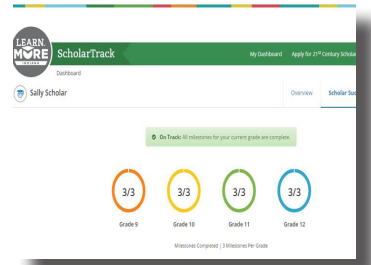 LEARN
MORE
INDIANA
ScholarTrack
My Dashboard Apply for 21st Century Scholar
Dashboard
Sally Scholar
Overview Scholar Suc
On Track: All milestones for your current grade are complete.
3/3 3/3 3/3 3/3
Grade 9 Grade 10 Grade 11 Grade 12
Milestones Completed | 3 Milestones Per Grade